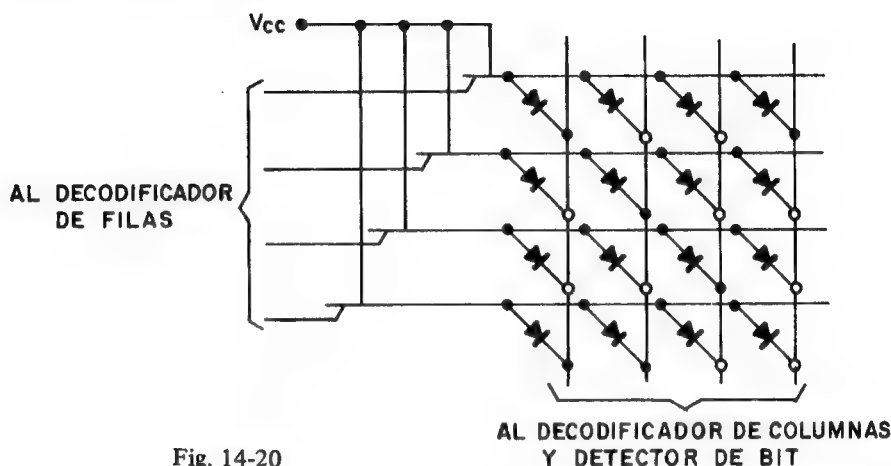 Vcc
AL DECODIFICADOR
DE FILAS
AL DECODIFICADOR DE COLUMNAS
Y DETECTOR DE BIT
Fig. 14-20